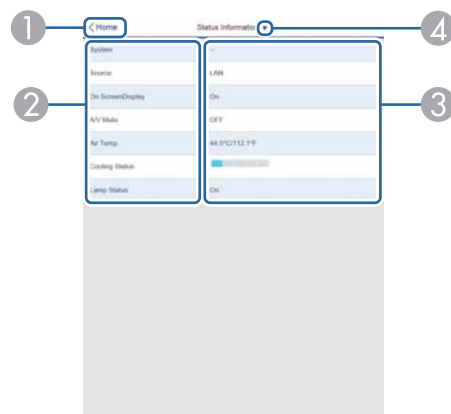 1
Home
Status Informatio
4
2
3
System
--
Source
LAN
On ScreenDisplay
On
A/V Mute
OFF
Air Temp
44.5°C/112.1°F
Cooling Status
Lamp Status
On